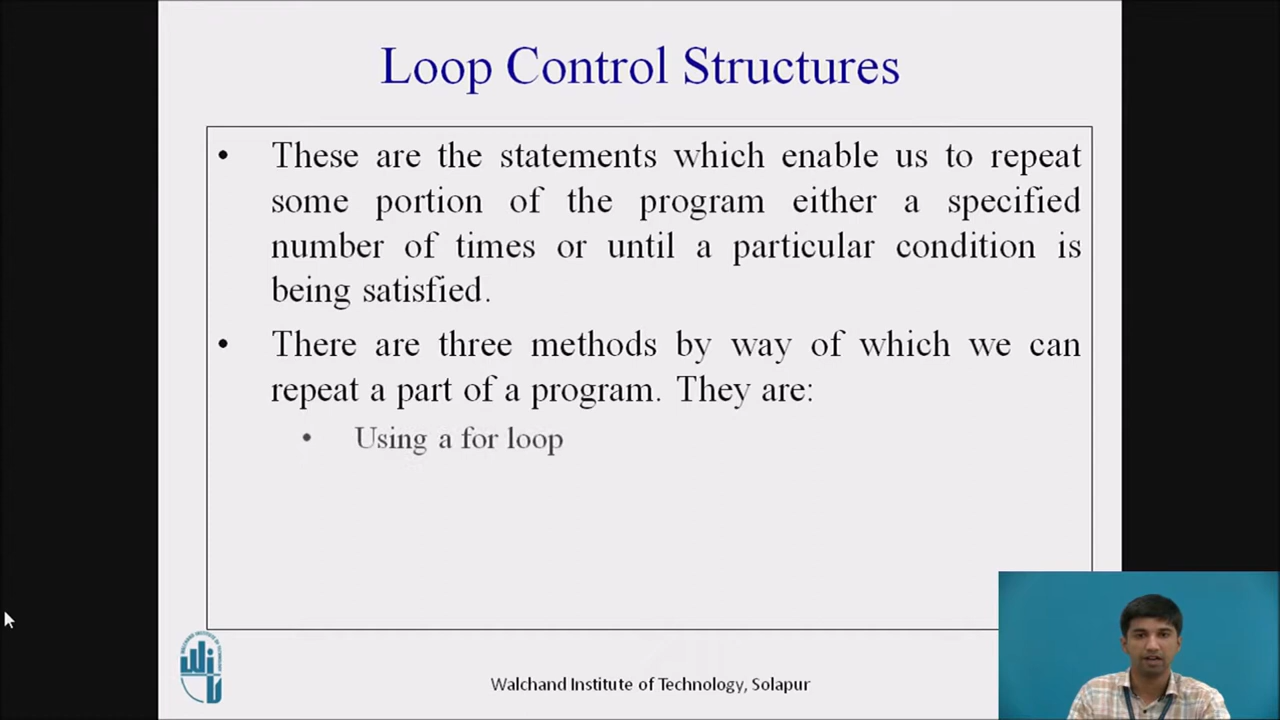 Loop Control Structures
• These are the statements which enable us to repeat
some portion of the program either a specified
number of times or until a particular condition is
being satisfied.
• There are three methods by way of which we can
repeat a part of a program. They are:
• Using a for loop
Walchand Institute of Technology, Solapur